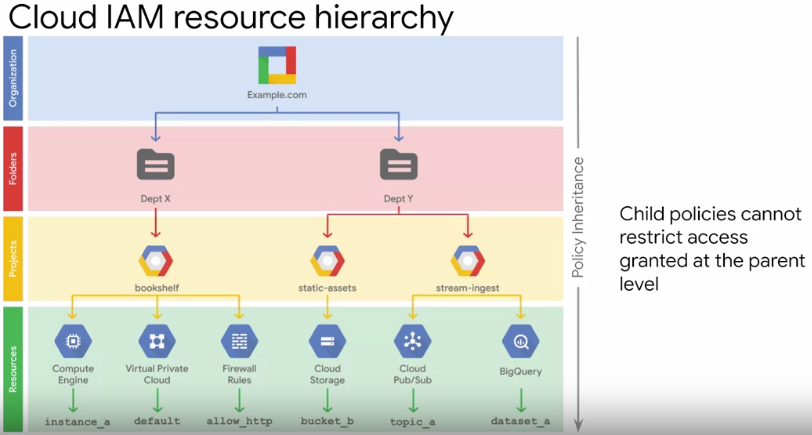 Cloud IAM resource hierarchy
Organization
Example.com
Folders
Dept X
Dept Y
Projects
bookshelf
static-assets
stream-ingest
Resources
Compute
Engine
Virtual Private
Cloud
Firewall
Rules
Cloud
Storage
Cloud
Pub/Sub
BigQuery
instance_a
default
allow_http
bucket_b
topic_a
dataset_a
Policy Inheritance
Child policies cannot
restrict access
granted at the parent
level